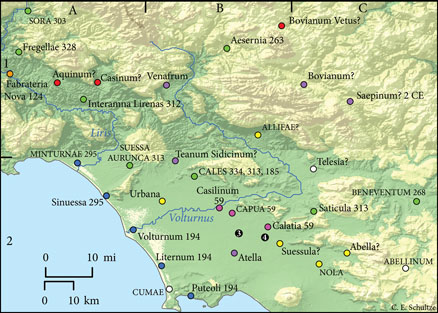 A
B
C
SORA 303
Bovianum Vetus?
Fregellae 328
Aesernia 263
1
Aquinum?
Casinum?
Venafrum
Bovianum?
Fabrateria
Nova 124
Interamna Lirenas 312
Saepinum? 2 CE
Liris
ALLIFAE?
SUESSA
AURUNCA 313
MINTURNAE 295
Teanum Sidicinum?
Telesia?
CALES 334, 313, 185
Sinuessa 295
Urbana
Casilinum
59
CAPUA 59
Saticula 313
BENEVENTUM 268
Volturnus
Volturnum 194
Calatia 59
2
3
4
Suessula?
Abella?
Atella
Liternum 194
NOLA
ABELLINUM
0
10 mi
0
10 km
CUMAE
Puteoli 194
C. E. Schultze